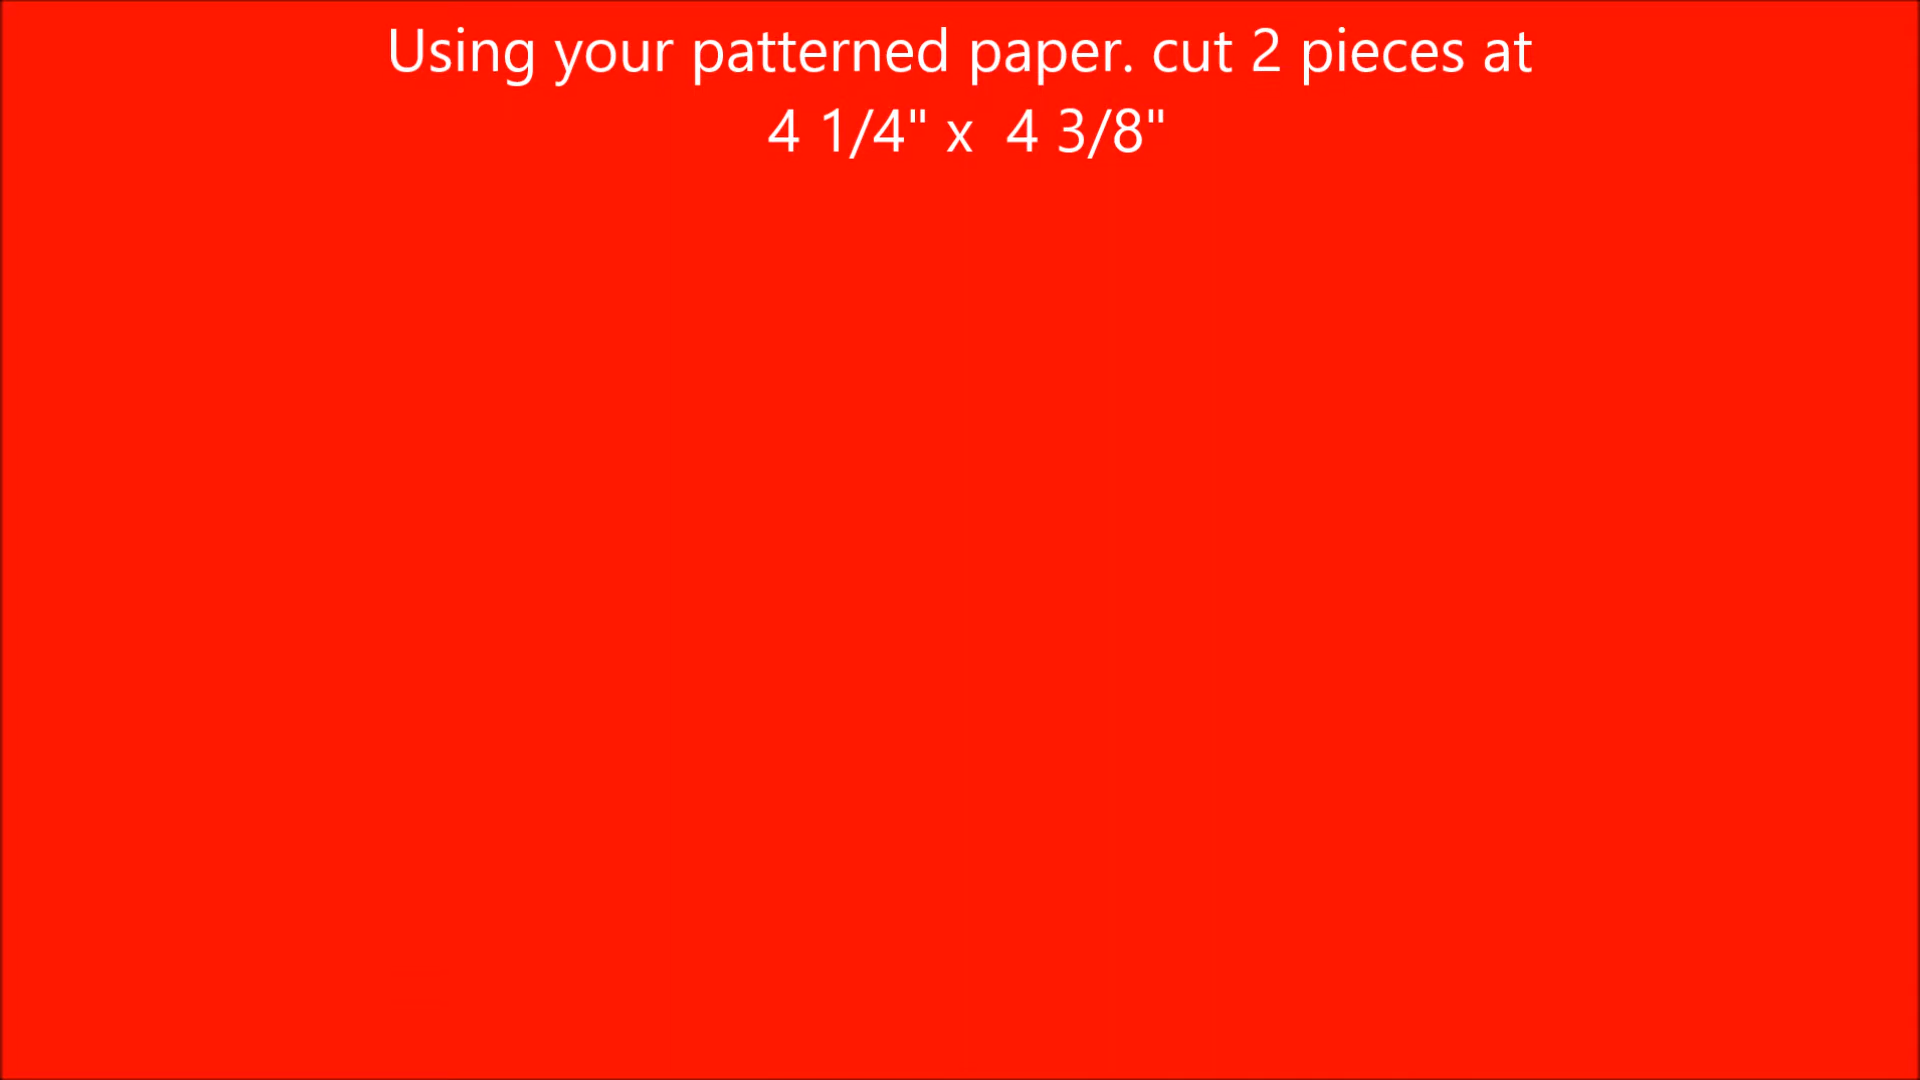 Using your patterned paper. cut 2 pieces at
4 1/4" x  4 3/8"